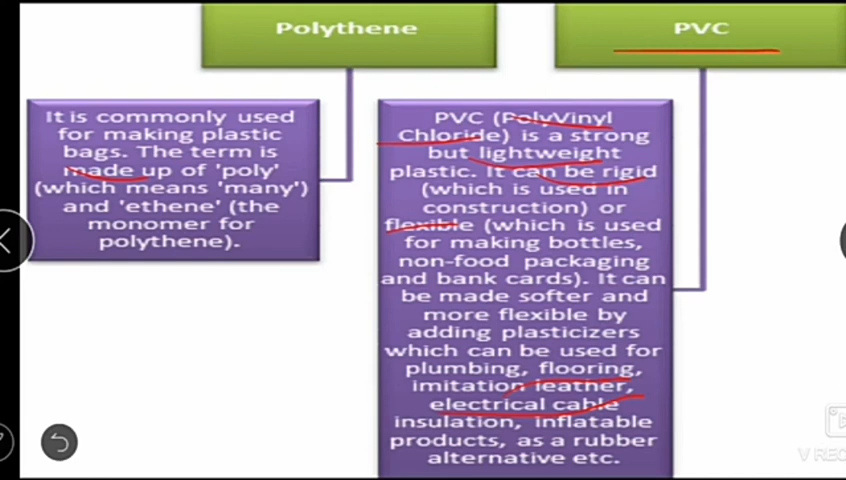 Polythene
PVC
It is commonly used
for making plastic
bags. The term is
made up of 'poly'
(which means 'many')
and 'ethene' (the
monomer for
polythene).
PVC (PolyVinyl
Chloride) is a strong
but lightweight
plastic. It can be rigid
(which is used in
construction) or
flexible (which is used
for making bottles,
non-food packaging
and bank cards). It can
be made softer and
more flexible by
adding plasticizers
which can be used for
plumbing, flooring,
imitation leather,
electrical cable
insulation, inflatable
products, as a rubber
alternative etc.
V REC